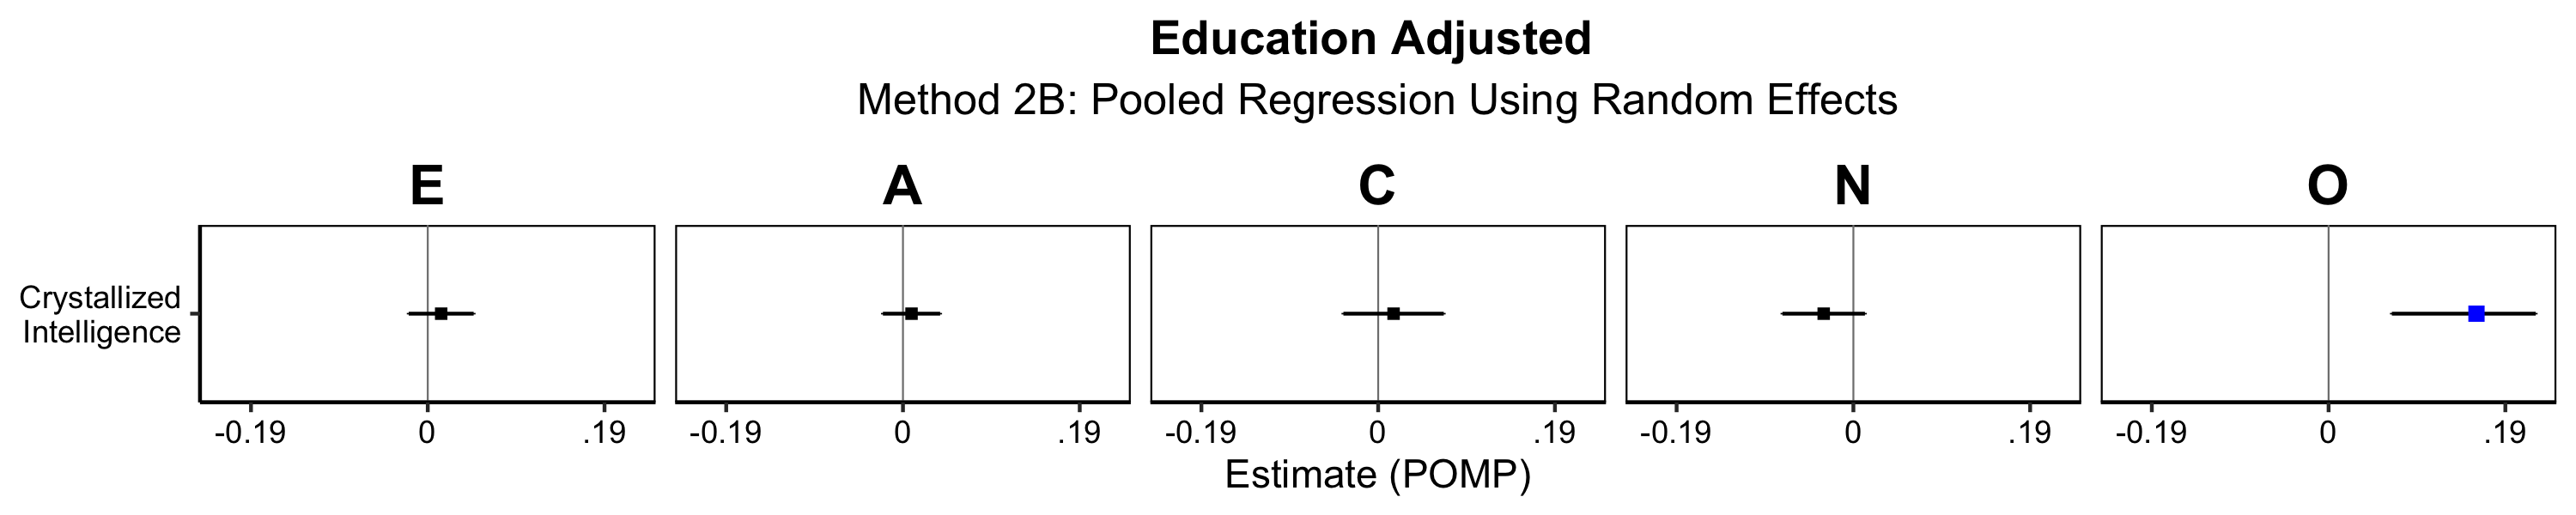 Education Adjusted
Method 2B: Pooled Regression Using Random Effects
E A C N O
Crystallized
Intelligence
-0.19 0 .19 -0.19 0 .19 -0.19 0 .19 -0.19 0 .19 -0.19 0 .19
Estimate (POMP)